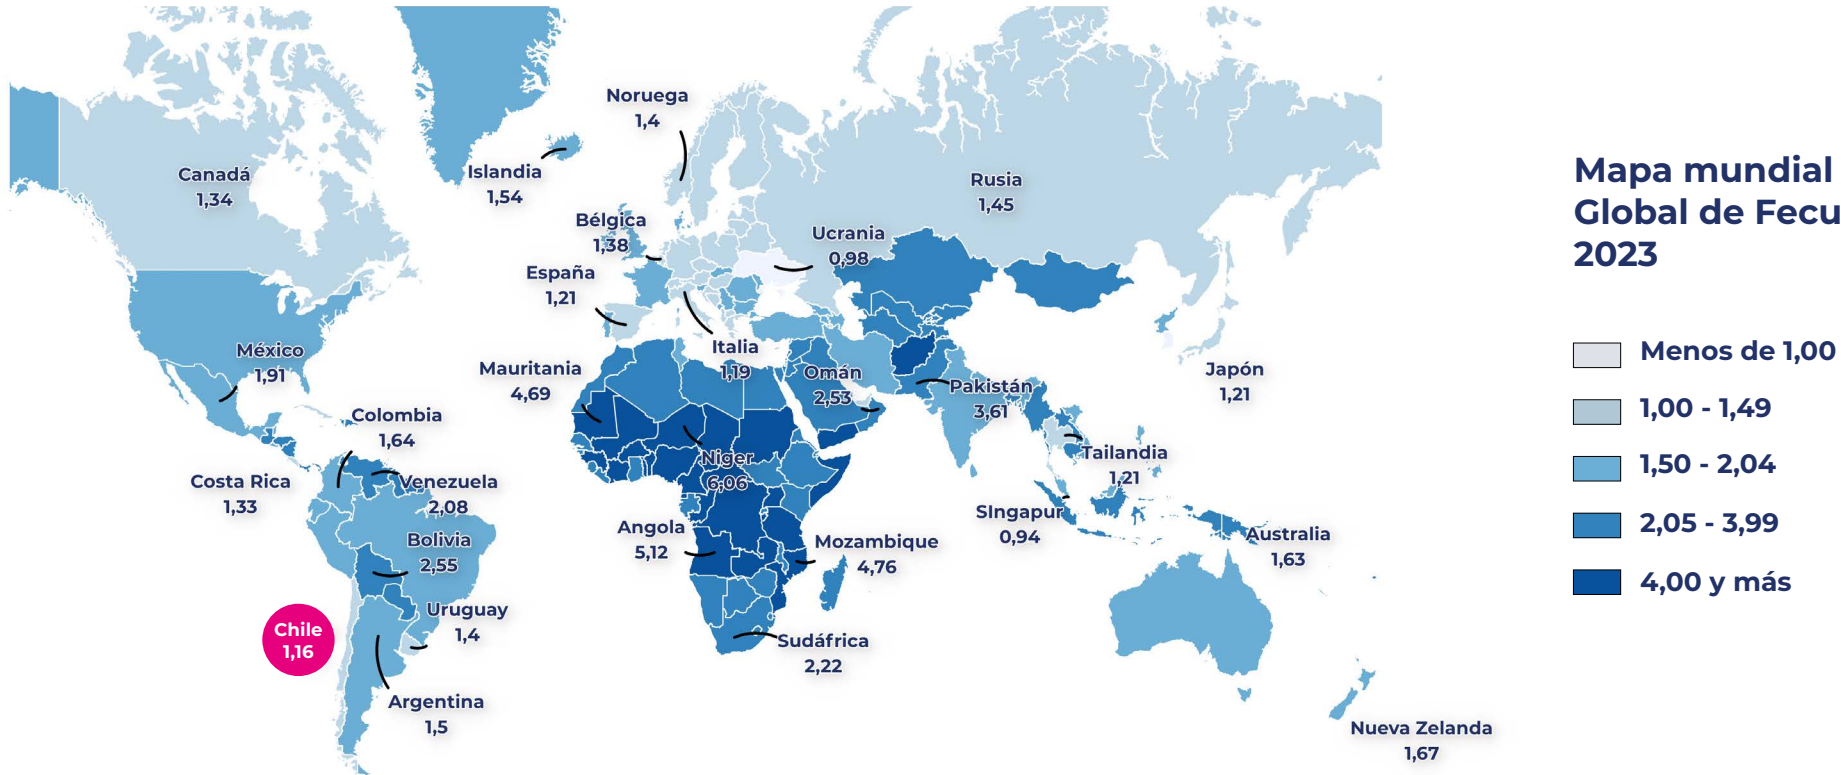 Noruega
1,4
Canadá
1,34
Islandia
1,54
Rusia
1,45
Bélgica
1,38
Ucrania
0,98
España
1,21
México
1,91
Italia
1,19
Mauritania
4,69
Omán
2,53
Pakistán
3,61
Japón
1,21
Colombia
1,64
Niger
6,06
Tailandia
1,21
Costa Rica
1,33
Venezuela
2,08
SIngapur
0,94
Angola
5,12
Mozambique
4,76
Australia
1,63
Bolivia
2,55
Uruguay
1,4
Chile
1,16
Sudáfrica
2,22
Argentina
1,5
Nueva Zelanda
1,67
Mapa mundial
Global de Fecu
2023
Menos de 1,00
1,00 - 1,49
1,50 - 2,04
2,05 - 3,99
4,00 y más